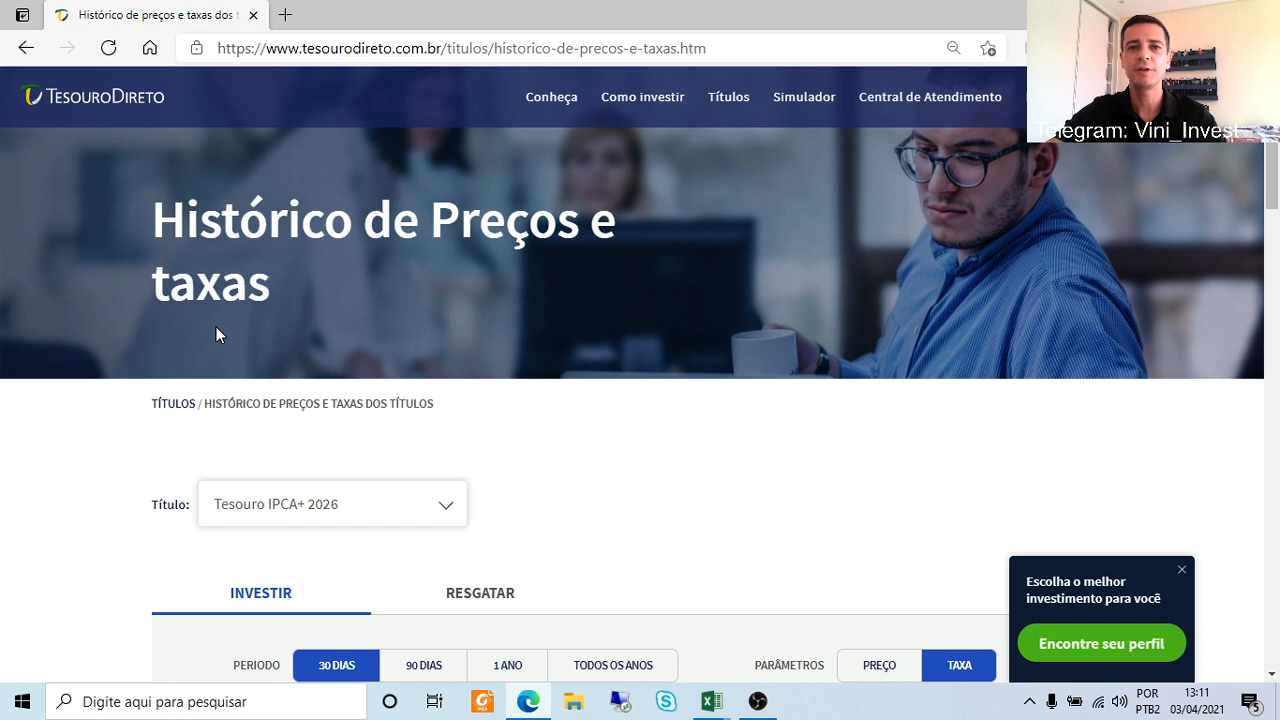 Histórico de preços e taxas dos t
https://www.tesourodireto.com.br/titulos/historico-de-precos-e-taxas.htm
TESOURODIRETO
Conheça
Como investir
Títulos
Simulador
Central de Atendimento
Telegram: Vini_Invest
Histórico de Preços e
taxas
TÍTULOS / HISTÓRICO DE PREÇOS E TAXAS DOS TÍTULOS
Título:
Tesouro IPCA+ 2026
INVESTIR
RESGATAR
PERIODO
30 DIAS
90 DIAS
1 ANO
TODOS OS ANOS
PARÂMETROS
PREÇO
TAXA
Escolha o melhor
investimento para você
Encontre seu perfil
Digite aqui para pesquisar
POR
PTB2
13:11
03/04/2021
5